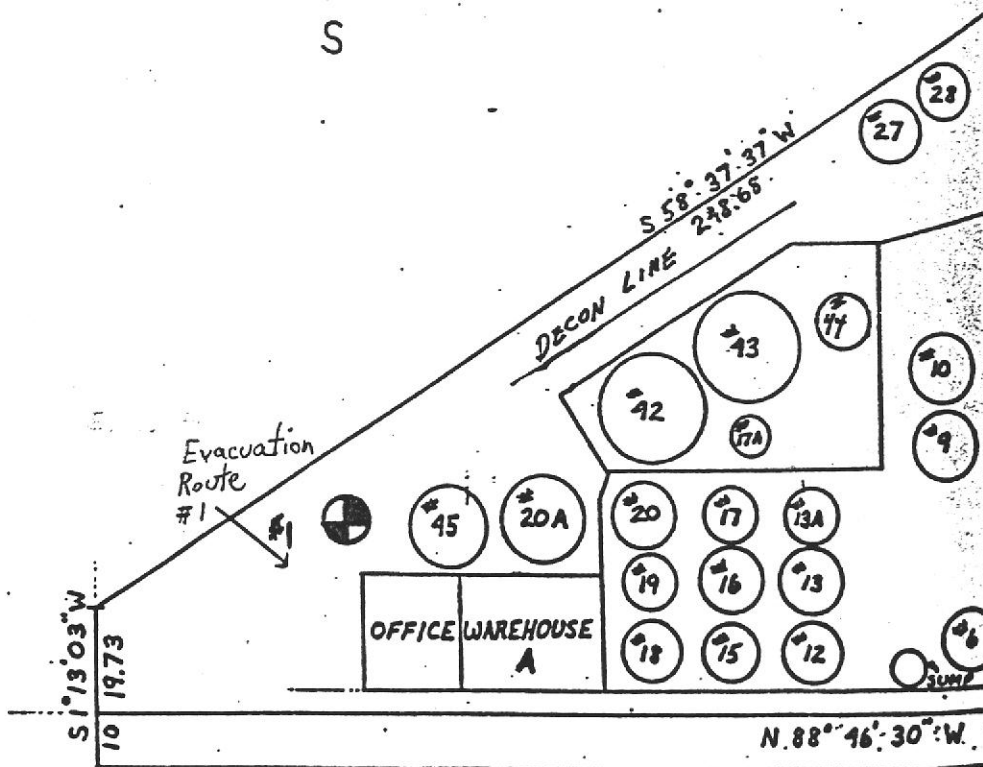 S
#28
#27
S 58° 37' 37" W
248.65
DECON LINE
#44
#43
#10
#42
#17A
#9
Evacuation
Route
#1
#1
#45
#20A
#20
#17
#13A
#19
#16
#13
OFFICE
WAREHOUSE
A
#18
#15
#12
#6
SUMP
S 1° 13' 03" W
19.73
10
N. 88° 46' 30" W.